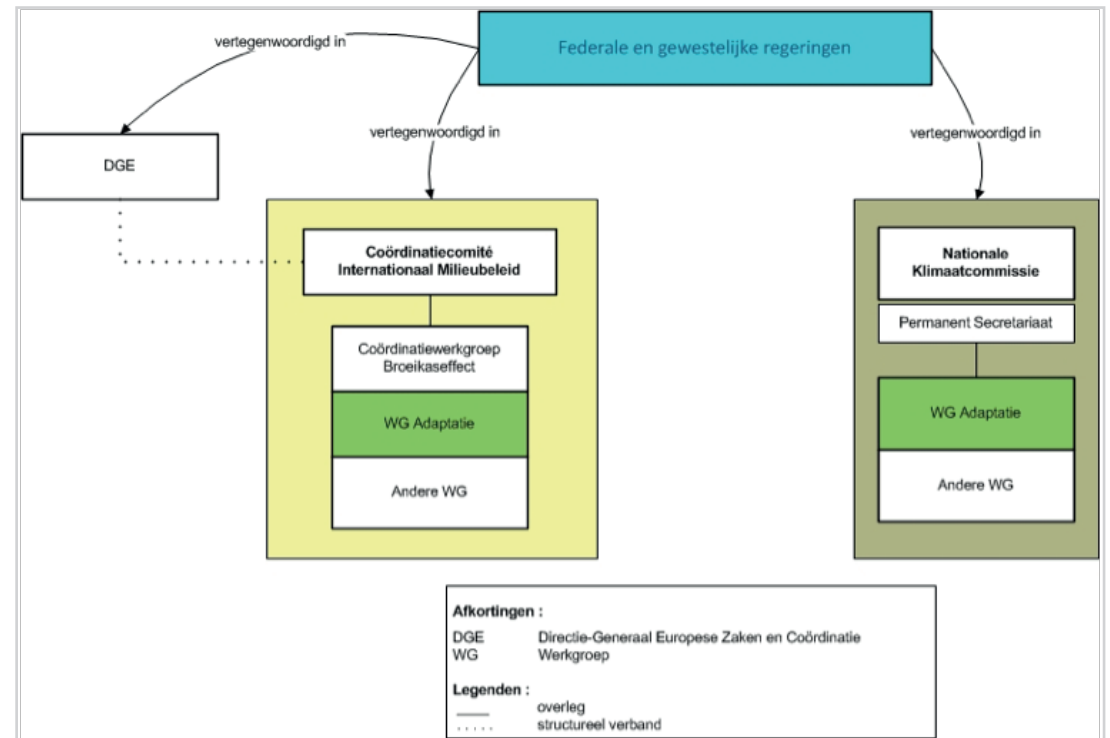 Federale en gewestelijke regeringen
vertegenwoordigd in
vertegenwoordigd in
vertegenwoordigd in
DGE
Coördinatiecomité
Internationaal Milieubeleid
Coördinatiewerkgroep
Broeikaseffect
WG Adaptatie
Andere WG
Nationale
Klimaatcommissie
Permanent Secretariaat
WG Adaptatie
Andere WG
Afkortingen :
DGE Directie-Generaal Europese Zaken en Coördinatie
WG Werkgroep
Legenden :
overleg
..... structureel verband